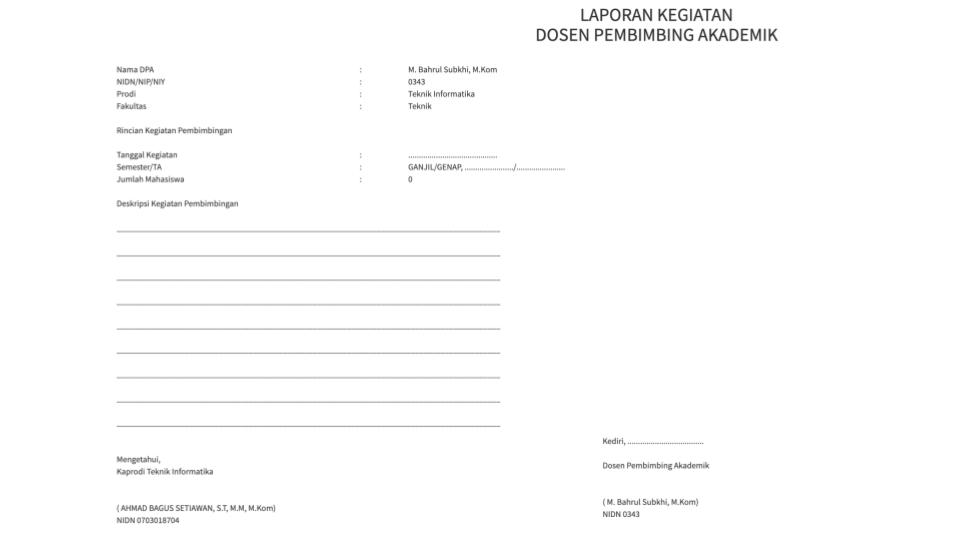 LAPORAN KEGIATAN
DOSEN PEMBIMBING AKADEMIK
Nama DPA : M. Bahrul Subkhi, M.Kom
NIDN/NIP/NIY : 0343
Prodi : Teknik Informatika
Fakultas : Teknik
Rincian Kegiatan Pembimbingan
Tanggal Kegiatan : ..........................................
Semester/TA : GANJIL/GENAP, ......................./.......................
Jumlah Mahasiswa : 0
Deskripsi Kegiatan Pembimbingan
Kediri, ....................................
Mengetahui,
Kaprodi Teknik Informatika
Dosen Pembimbing Akademik
( AHMAD BAGUS SETIAWAN, S.T, M.M, M.Kom)
NIDN 0703018704
( M. Bahrul Subkhi, M.Kom)
NIDN 0343